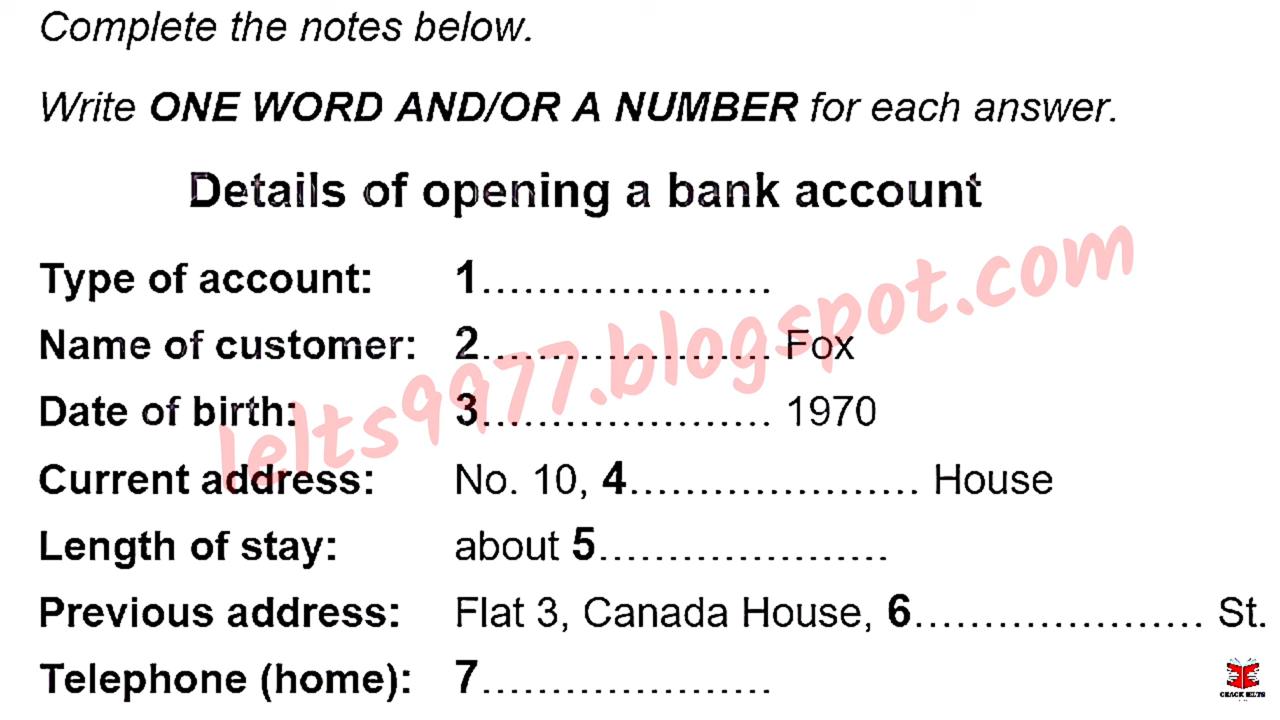 Complete the notes below.
Write ONE WORD AND/OR A NUMBER for each answer.
Details of opening a bank account
Type of account: 1.....................
Name of customer: 2..................... Fox
Date of birth: 3..................... 1970
Current address: No. 10, 4..................... House
Length of stay: about 5.....................
Previous address: Flat 3, Canada House, 6..................... St.
Telephone (home): 7.....................
Ielts9977.blogspot.com
CRACK IELTS